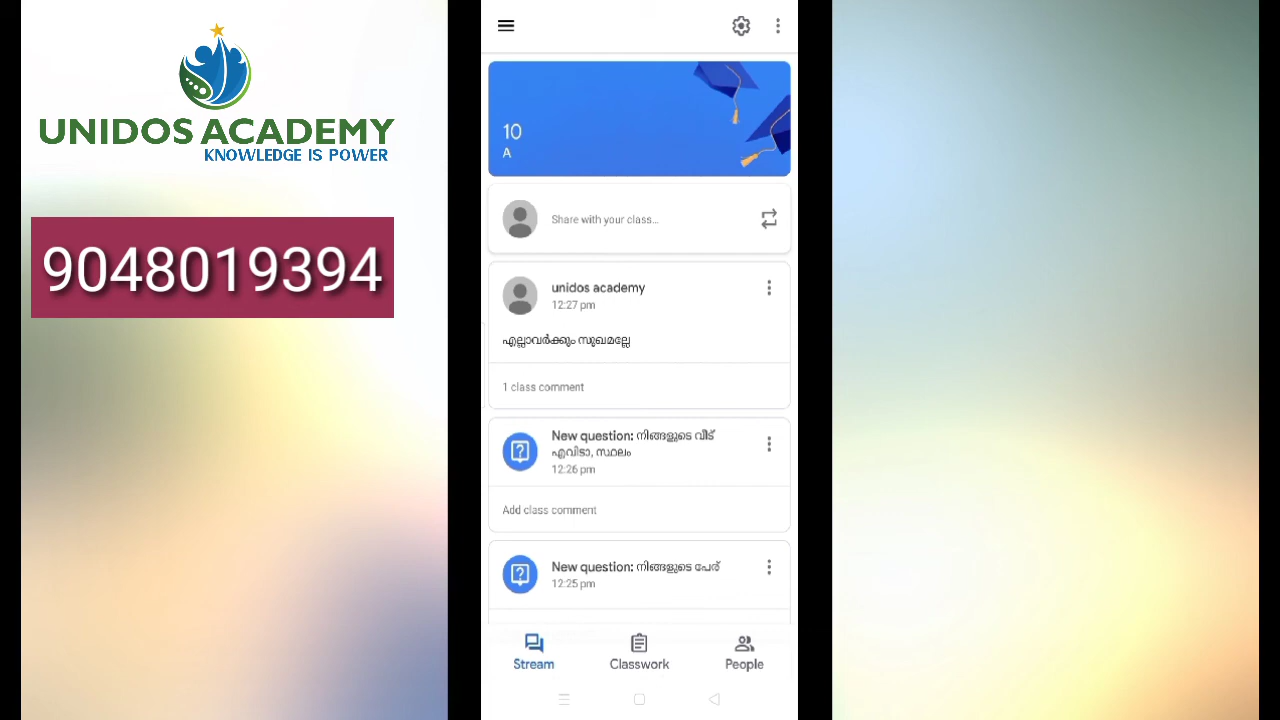 UNIDOS ACADEMY
KNOWLEDGE IS POWER
9048019394
10
A
Share with your class...
unidos academy
12:27 pm
എല്ലാവർക്കും സുഖമല്ലേ
1 class comment
New question: നിങ്ങളുടെ വീട്
എവിടാ, സ്ഥലം
12:26 pm
Add class comment
New question: നിങ്ങളുടെ പേര്
12:25 pm
Stream
Classwork
People